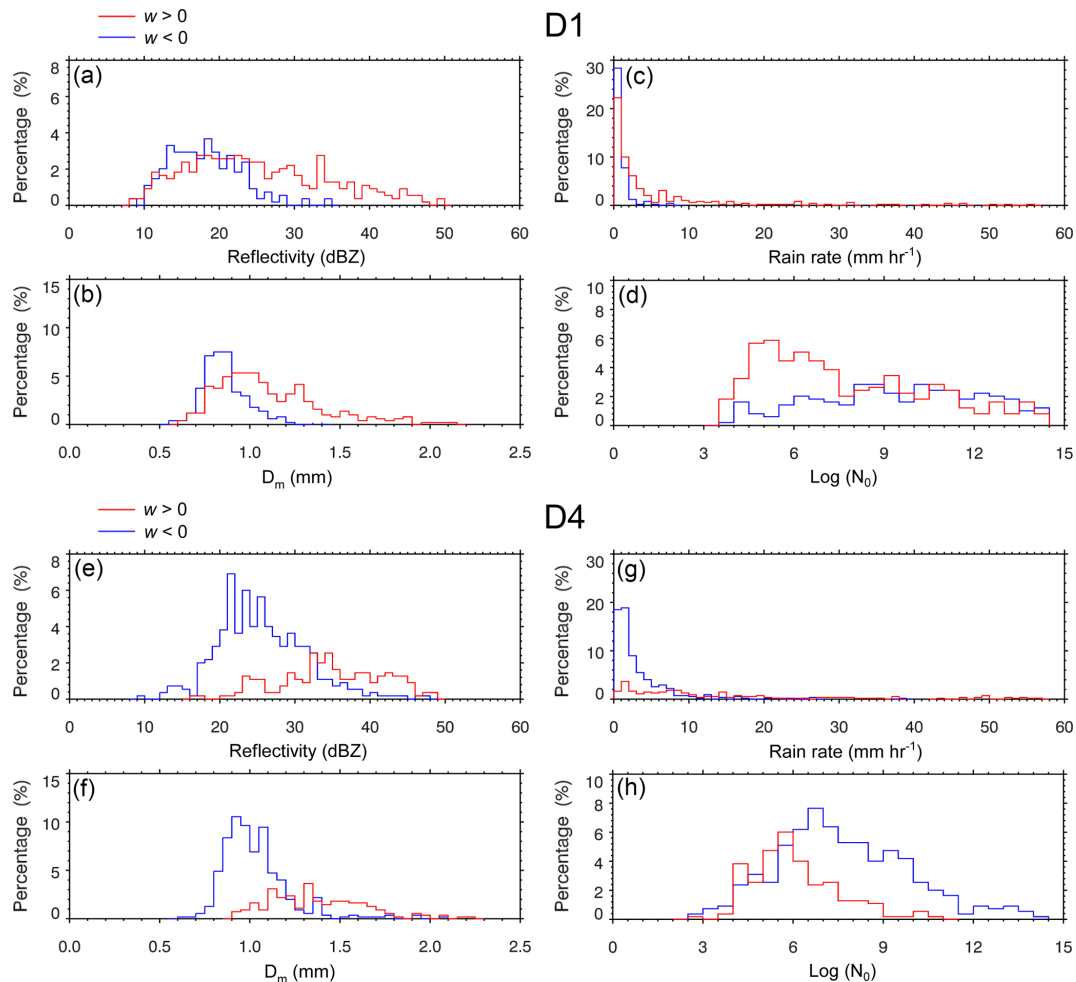 w > 0
w < 0
D1
(a)
Percentage (%)
8
6
4
2
0
0 10 20 30 40 50 60
Reflectivity (dBZ)
(c)
Percentage (%)
30
20
10
0
0 10 20 30 40 50 60
Rain rate (mm hr-1)
(b)
Percentage (%)
15
10
5
0
0.0 0.5 1.0 1.5 2.0 2.5
Dm (mm)
(d)
Percentage (%)
10
8
6
4
2
0
3 6 9 12 15
Log (N0)
w > 0
w < 0
D4
(e)
Percentage (%)
8
6
4
2
0
0 10 20 30 40 50 60
Reflectivity (dBZ)
(g)
Percentage (%)
30
20
10
0
0 10 20 30 40 50 60
Rain rate (mm hr-1)
(f)
Percentage (%)
15
10
5
0
0.0 0.5 1.0 1.5 2.0 2.5
Dm (mm)
(h)
Percentage (%)
10
8
6
4
2
0
0 3 6 9 12 15
Log (N0)